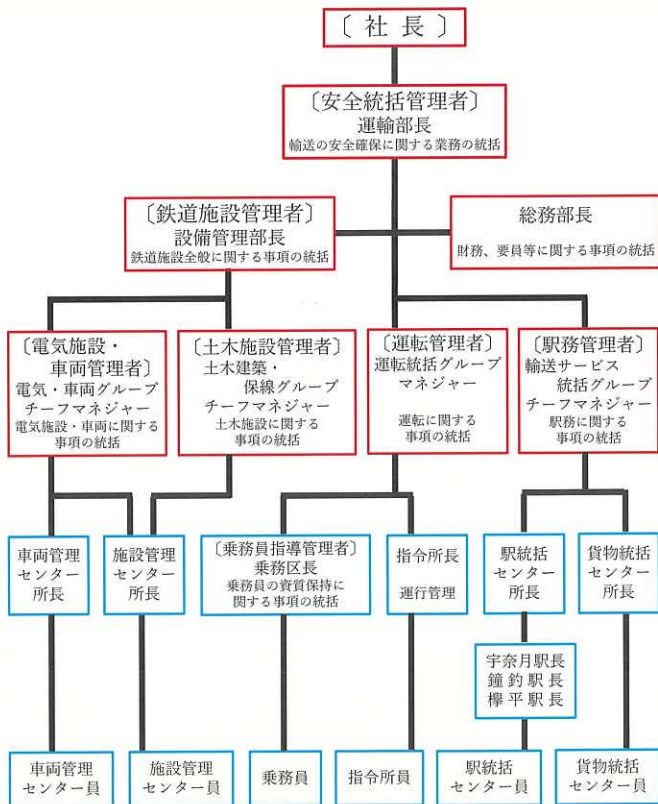 〔社長〕
〔安全統括管理者〕
運輸部長
輸送の安全確保に関する業務の統括
〔鉄道施設管理者〕
設備管理部長
鉄道施設全般に関する事項の統括
総務部長
財務、要員等に関する事項の統括
〔電気施設・
車両管理者〕
電気・車両グループ
チーフマネジャー
電気施設・車両に関する
事項の統括
〔土木施設管理者〕
土木建築・
保線グループ
チーフマネジャー
土木施設に関する
事項の統括
〔運転管理者〕
運転統括グループ
マネジャー
運転に関する
事項の統括
〔駅務管理者〕
輸送サービス
統括グループ
チーフマネジャー
駅務に関する
事項の統括
車両管理
センター
所長
施設管理
センター
所長
〔乗務員指導管理者〕
乗務区長
乗務員の資質保持に
関する事項の統括
指令所長
運行管理
駅統括
センター
所長
貨物統括
センター
所長
宇奈月駅長
鐘釣駅長
欅平駅長
車両管理
センター員
施設管理
センター員
乗務員
指令所員
駅統括
センター員
貨物統括
センター員